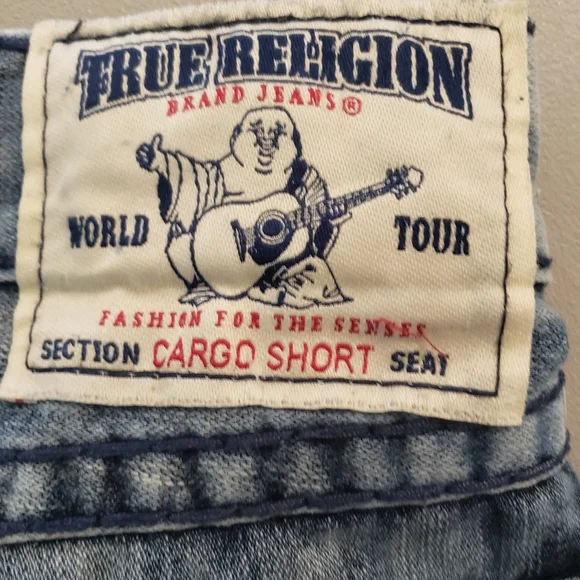 TRUE RELIGION
BRAND JEANS®
WORLD TOUR
FASHION FOR THE SENSES
SECTION CARGO SHORT SEAT